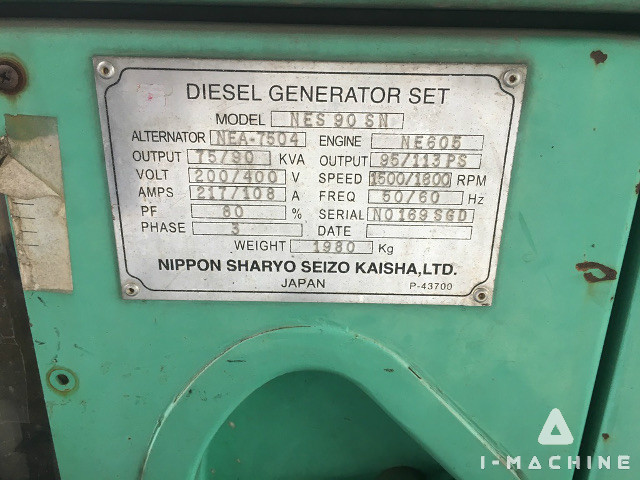 DIESEL GENERATOR SET
MODEL NES 90 SN
ALTERNATOR NEA-7504 ENGINE NE605
OUTPUT 75/90 KVA OUTPUT 95/113 PS
VOLT 200/400 V SPEED 1500/1800 RPM
AMPS 217/108 A FREQ 50/60 Hz
PF 80 % SERIAL NO169 SGD
PHASE 3 DATE
WEIGHT 1980 Kg
NIPPON SHARYO SEIZO KAISHA,LTD.
JAPAN P-43700
I-MACHINE